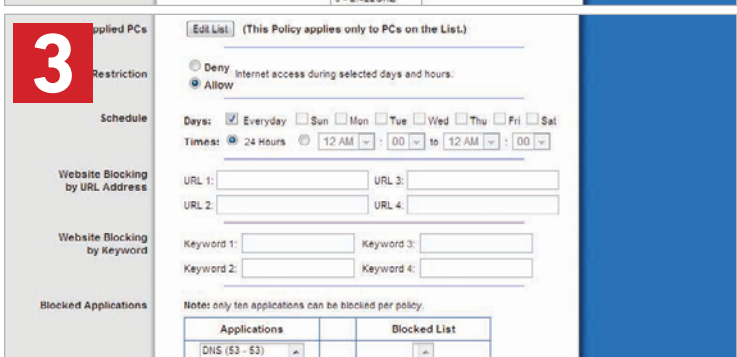 3
pplied PCs
Edit List (This Policy applies only to PCs on the List.)
Restriction
Deny
Internet access during selected days and hours.
Allow
Schedule
Days: Everyday Sun Mon Tue Wed Thu Fri Sat
Times: 24 Hours 12 AM : 00 to 12 AM : 00
Website Blocking
by URL Address
URL 1: URL 3:
URL 2: URL 4:
Website Blocking
by Keyword
Keyword 1: Keyword 3:
Keyword 2: Keyword 4:
Blocked Applications
Note: only ten applications can be blocked per policy.
Applications Blocked List
DNS (53 - 53)